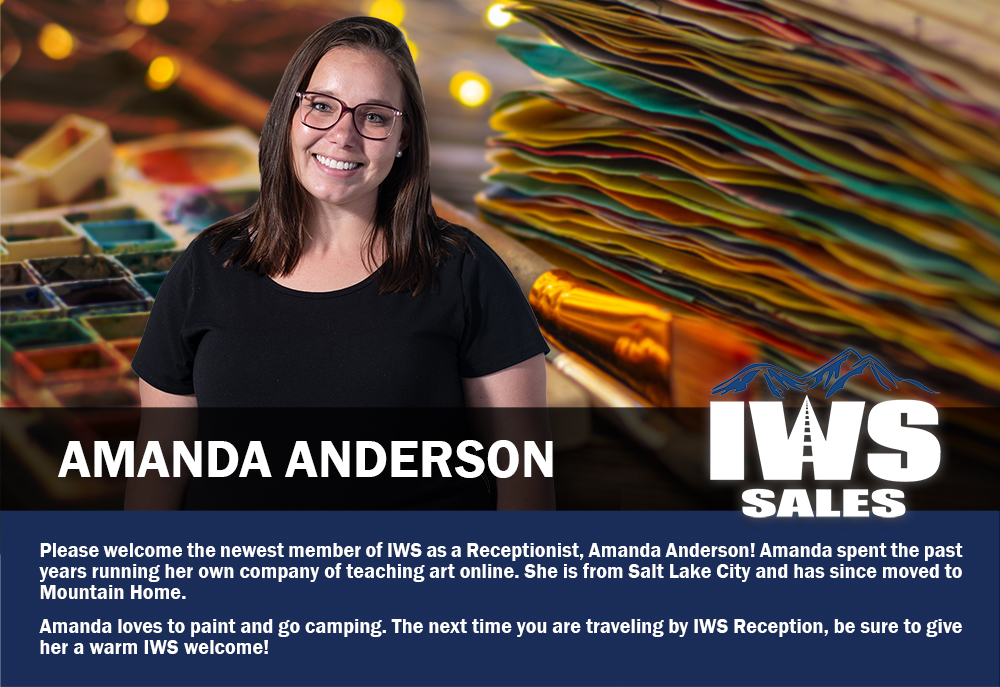 AMANDA ANDERSON
IWS
SALES
Please welcome the newest member of IWS as a Receptionist, Amanda Anderson! Amanda spent the past
years running her own company of teaching art online. She is from Salt Lake City and has since moved to
Mountain Home.
Amanda loves to paint and go camping. The next time you are traveling by IWS Reception, be sure to give
her a warm IWS welcome!